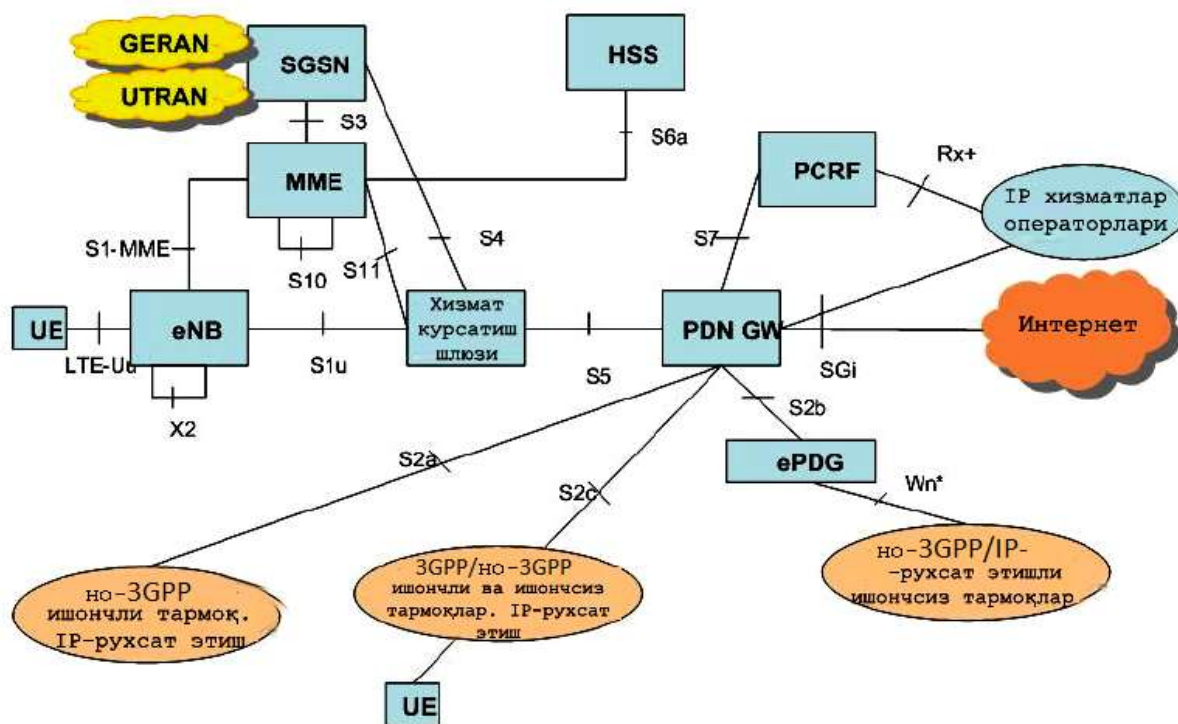 GERAN
UTRAN
SGSN
HSS
S3
S6a
MME
PCRF
Rx+
IP хизматлар
операторлари
S1-MME
S10
S11
S4
S7
UE
eNB
Хизмат
курсатиш
шлюзи
PDN GW
Интернет
LTE-Uu
S1u
S5
SGi
X2
S2b
S2a
S2c
ePDG
Wn*
но-3GPP
ишончли тармоқ.
IP-рухсат этиш
3GPP/но-3GPP
ишончли ва ишончсиз
тармоқлар. IP-рухсат
этиш
но-3GPP/IP-
-рухсат этишли
ишончсиз тармоқлар
UE